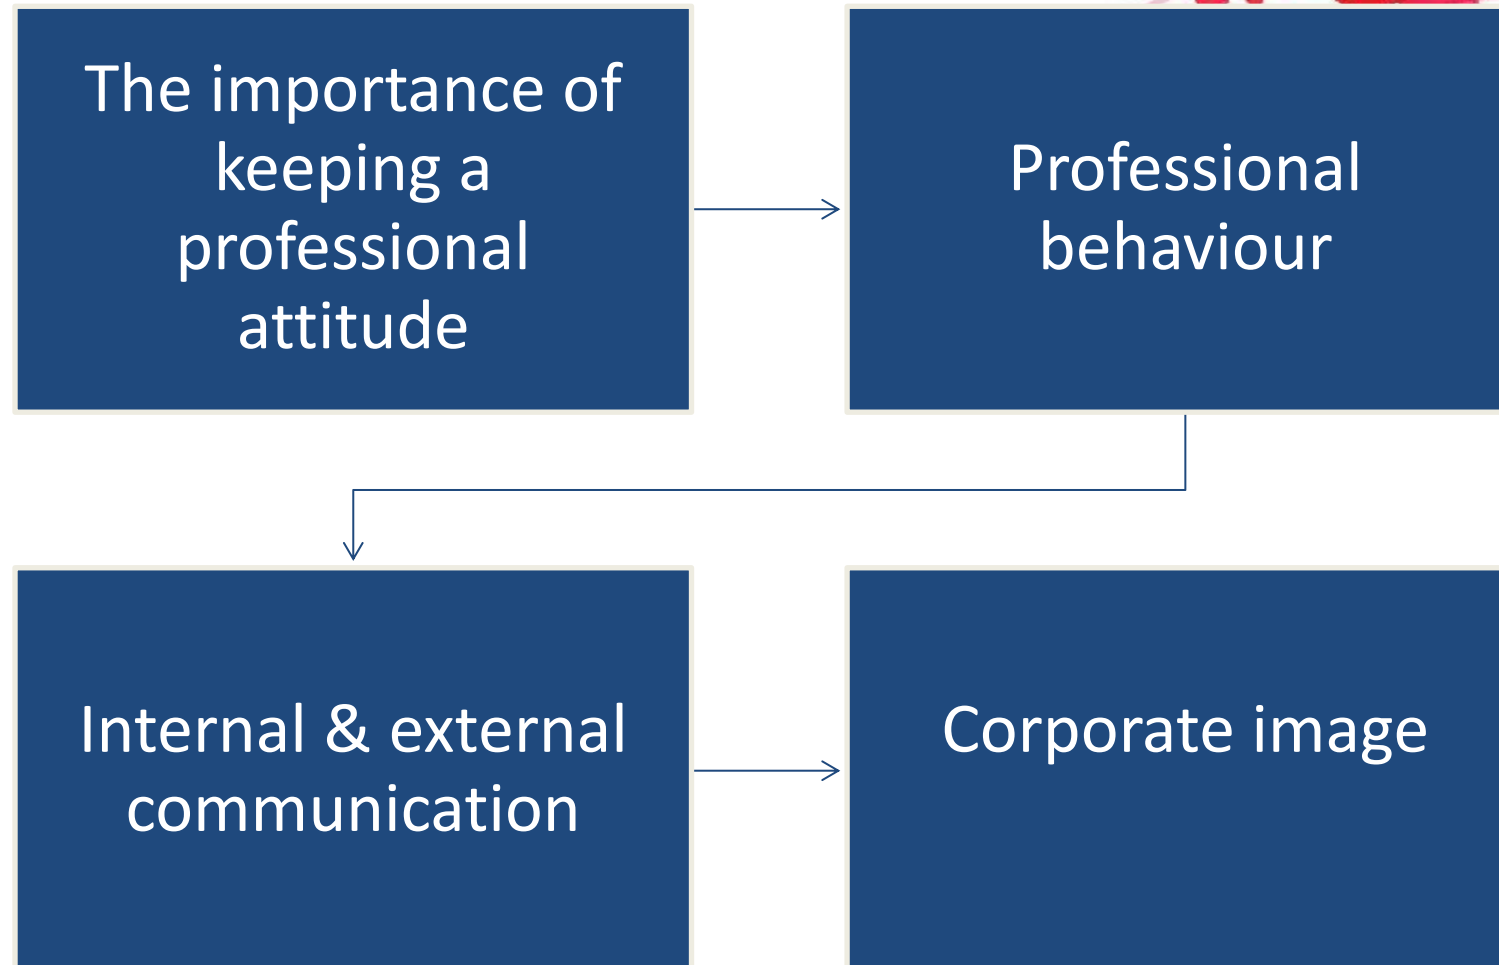 The importance of
keeping a
professional
attitude
Professional
behaviour
Internal & external
communication
Corporate image